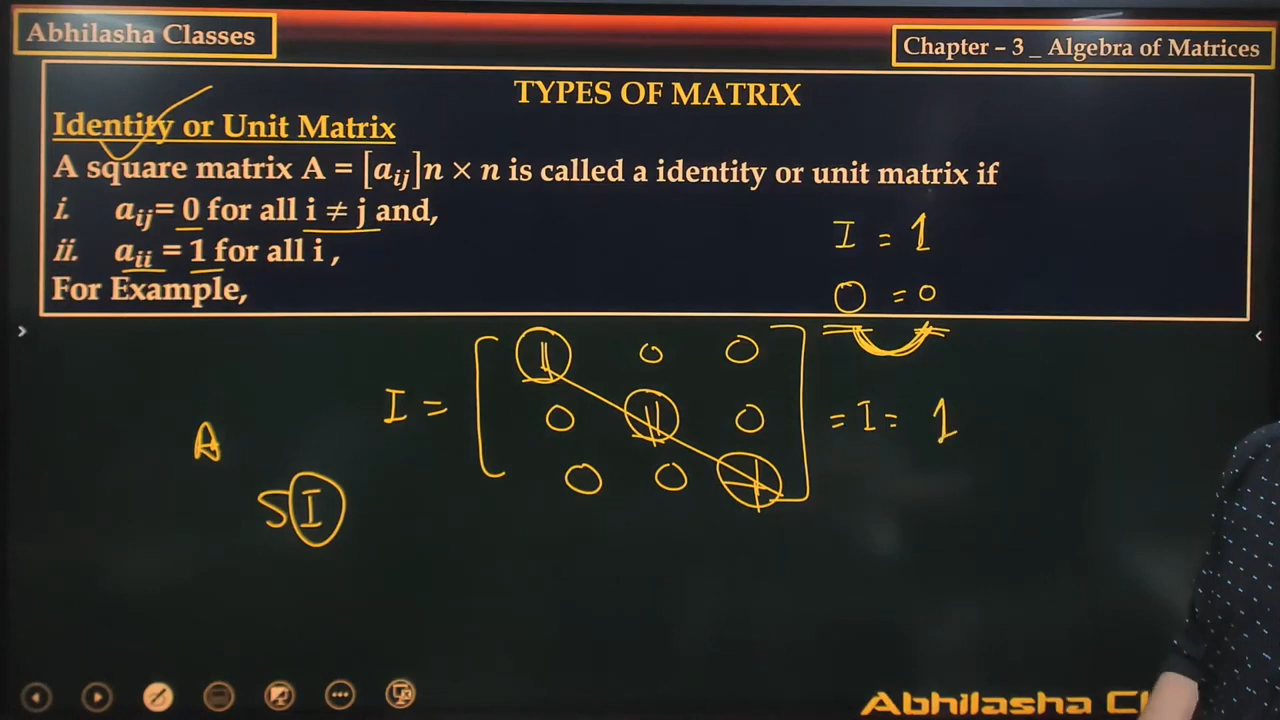 Abhilasha Classes
Chapter – 3 _ Algebra of Matrices
TYPES OF MATRIX
Identity or Unit Matrix
A square matrix A = [aij]n × n is called a identity or unit matrix if
i. aij= 0 for all i ≠ j and,
ii. aii = 1 for all i ,
For Example,
I = 1
O = 0
I = [ 1 0 0
0 1 0 = I = 1
0 0 1 ]
A
5I
Abhilasha Cl